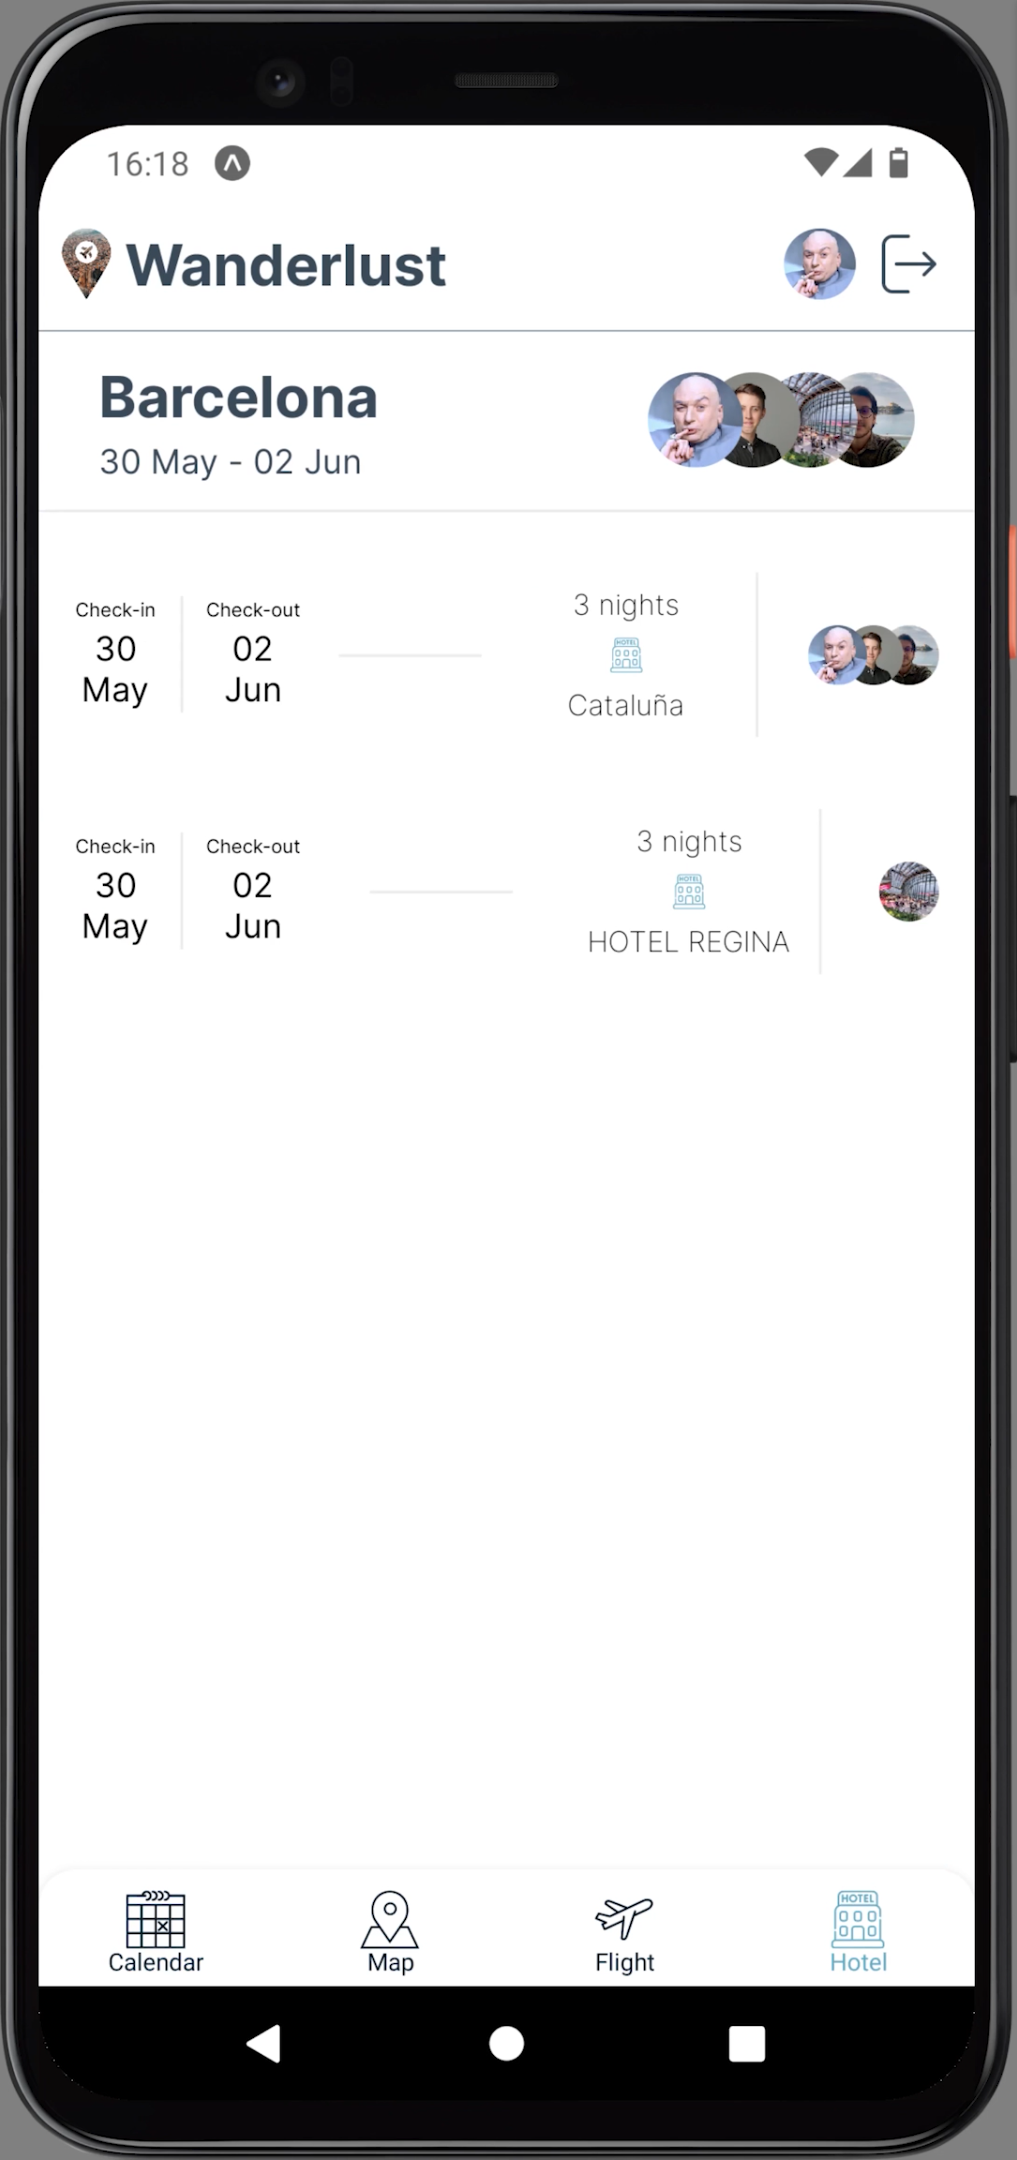 16:18
Wanderlust
Barcelona
30 May - 02 Jun
Check-in
30
May
Check-out
02
Jun
3 nights
HOTEL
Cataluña
Check-in
30
May
Check-out
02
Jun
3 nights
HOTEL
HOTEL REGINA
Calendar
Map
Flight
HOTEL
Hotel